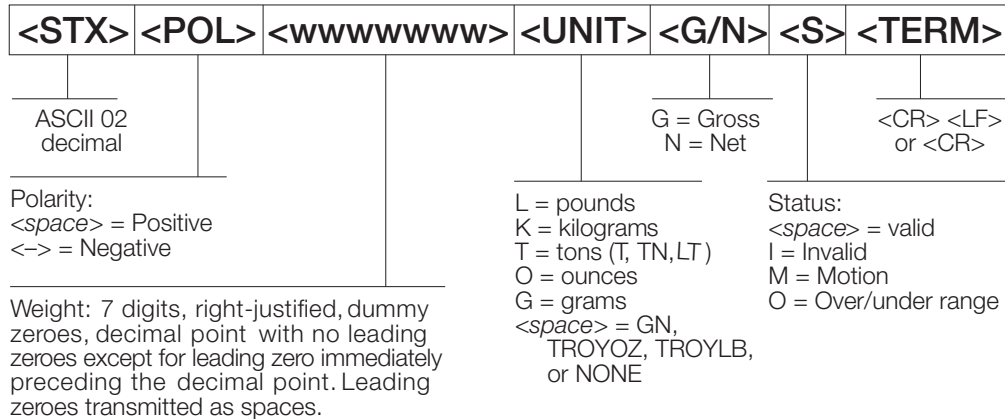 <STX> <POL> <wwwwwww> <UNIT> <G/N> <S> <TERM>
ASCII 02
decimal
G = Gross
N = Net
<CR> <LF>
or <CR>
Polarity:
<space> = Positive
<–> = Negative
L = pounds
K = kilograms
T = tons (T, TN, LT)
O = ounces
G = grams
<space> = GN,
TROYOZ, TROYLB,
or NONE
Status:
<space> = valid
I = Invalid
M = Motion
O = Over/under range
Weight: 7 digits, right-justified, dummy
zeroes, decimal point with no leading
zeroes except for leading zero immediately
preceding the decimal point. Leading
zeroes transmitted as spaces.